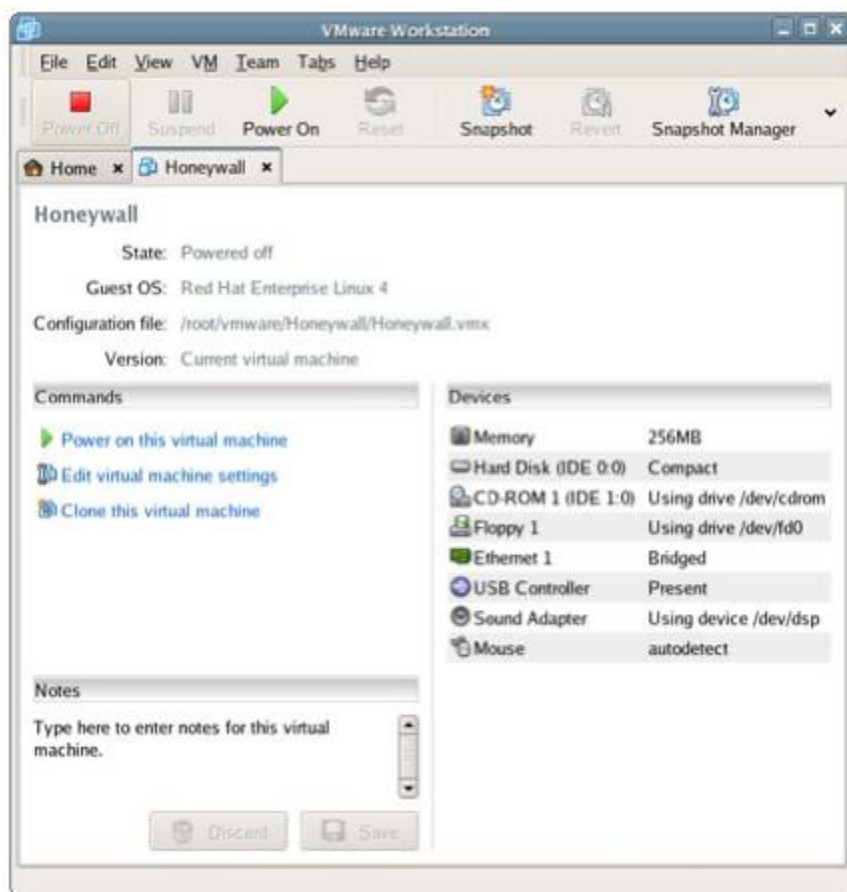 VMware Workstation
File Edit View VM Team Tabs Help
Power Off Suspend Power On Reset Snapshot Revert Snapshot Manager
Home Honeywall
Honeywall
State: Powered off
Guest OS: Red Hat Enterprise Linux 4
Configuration file: /root/vmware/Honeywall/Honeywall.vmx
Version: Current virtual machine
Commands
Power on this virtual machine
Edit virtual machine settings
Clone this virtual machine
Devices
Memory 256MB
Hard Disk (IDE 0:0) Compact
CD-ROM 1 (IDE 1:0) Using drive /dev/cdrom
Floppy 1 Using drive /dev/fd0
Ethernet 1 Bridged
USB Controller Present
Sound Adapter Using device /dev/dsp
Mouse autodetect
Notes
Type here to enter notes for this virtual
machine.
Discard Save